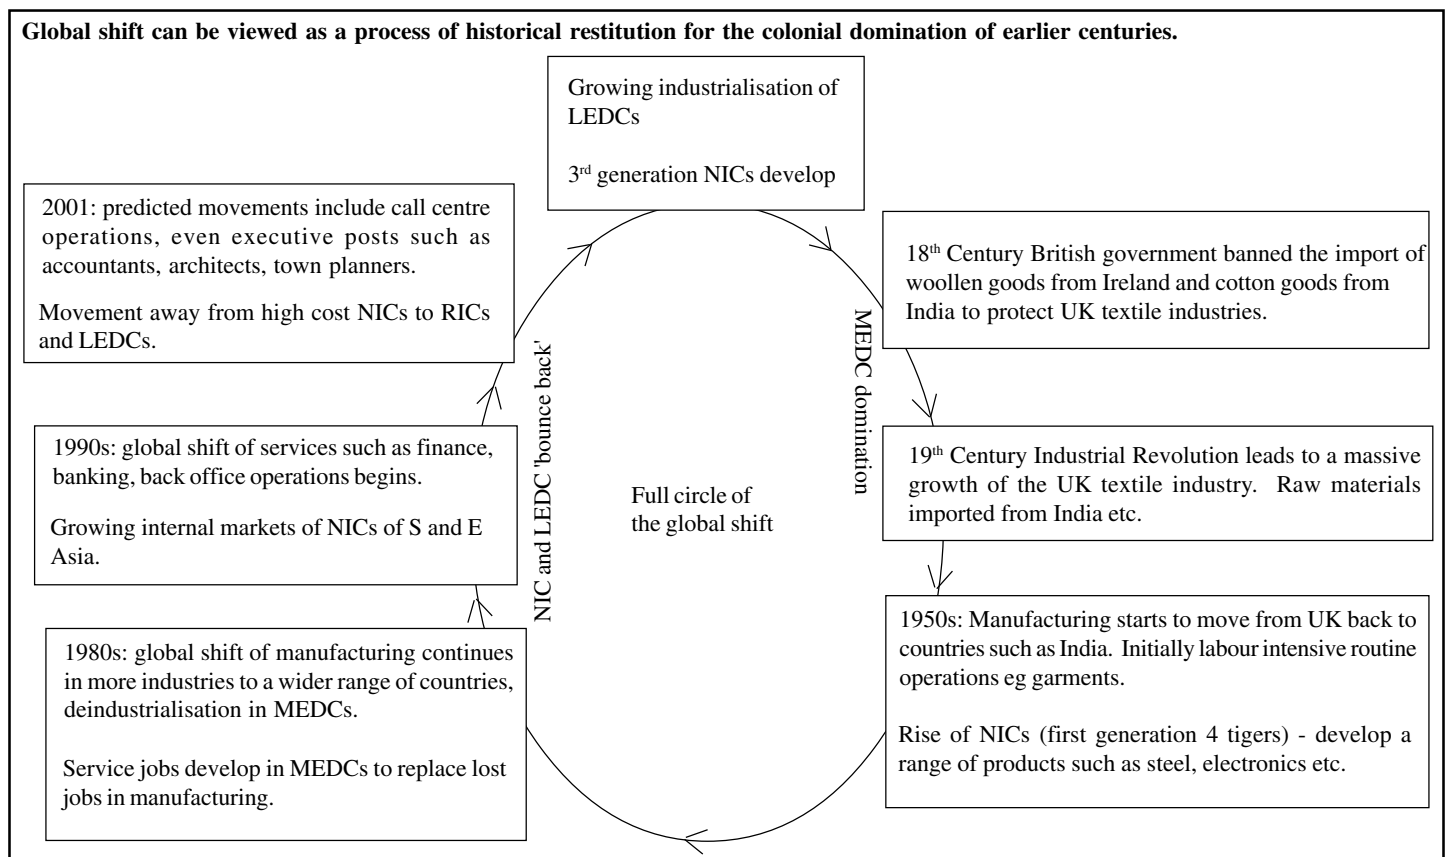 Global shift can be viewed as a process of historical restitution for the colonial domination of earlier centuries.
Growing industrialisation of
LEDCs
3rd generation NICs develop
18th Century British government banned the import of
woollen goods from Ireland and cotton goods from
India to protect UK textile industries.
MEDC domination
19th Century Industrial Revolution leads to a massive
growth of the UK textile industry. Raw materials
imported from India etc.
1950s: Manufacturing starts to move from UK back to
countries such as India. Initially labour intensive routine
operations eg garments.
Rise of NICs (first generation 4 tigers) - develop a
range of products such as steel, electronics etc.
1980s: global shift of manufacturing continues
in more industries to a wider range of countries,
deindustrialisation in MEDCs.
Service jobs develop in MEDCs to replace lost
jobs in manufacturing.
1990s: global shift of services such as finance,
banking, back office operations begins.
Growing internal markets of NICs of S and E
Asia.
NIC and LEDC 'bounce back'
2001: predicted movements include call centre
operations, even executive posts such as
accountants, architects, town planners.
Movement away from high cost NICs to RICs
and LEDCs.
Full circle of
the global shift